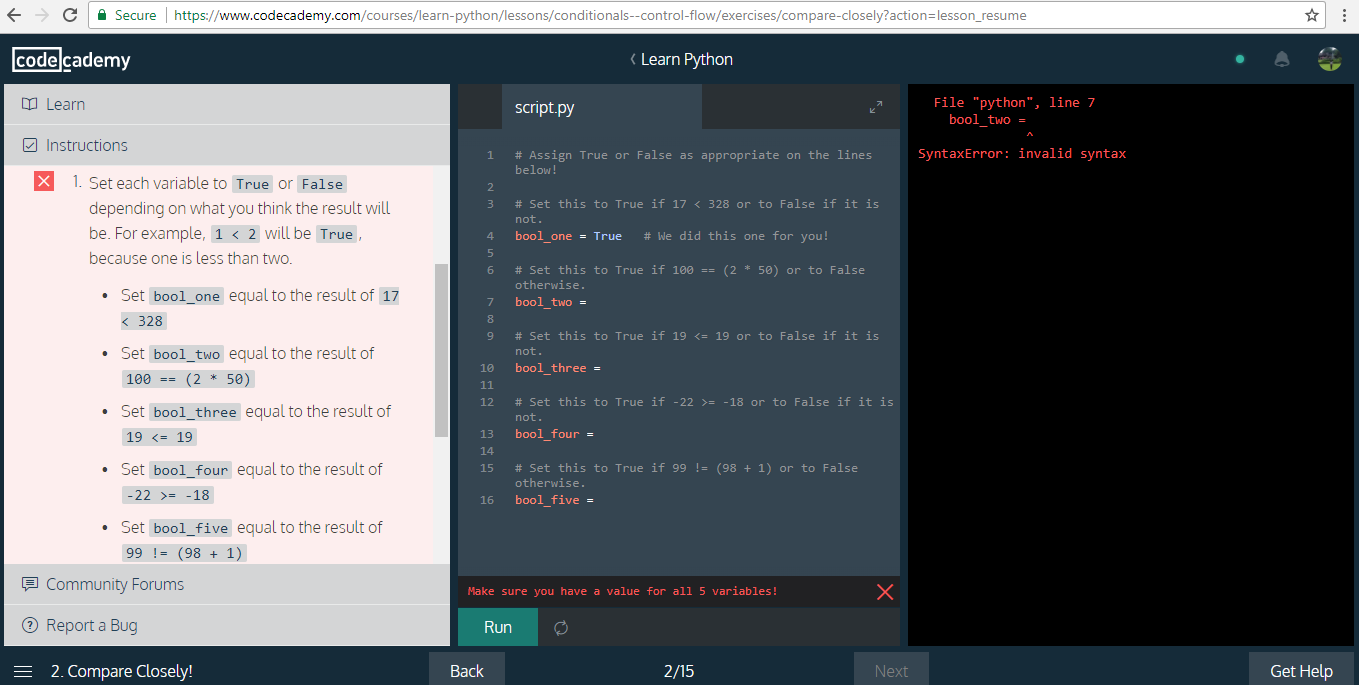 Secure https://www.codecademy.com/courses/learn-python/lessons/conditionals--control-flow/exercises/compare-closely?action=lesson_resume
codecademy
Learn Python
Learn
Instructions
1. Set each variable to True or False
depending on what you think the result will
be. For example, 1 < 2 will be True,
because one is less than two.
• Set bool_one equal to the result of 17
< 328
• Set bool_two equal to the result of
100 == (2 * 50)
• Set bool_three equal to the result of
19 <= 19
• Set bool_four equal to the result of
-22 >= -18
• Set bool_five equal to the result of
99 != (98 + 1)
Community Forums
Report a Bug
script.py
1 # Assign True or False as appropriate on the lines
below!
2
3 # Set this to True if 17 < 328 or to False if it is
not.
4 bool_one = True # We did this one for you!
5
6 # Set this to True if 100 == (2 * 50) or to False
otherwise.
7 bool_two =
8
9 # Set this to True if 19 <= 19 or to False if it is
not.
10 bool_three =
11
12 # Set this to True if -22 >= -18 or to False if it is
not.
13 bool_four =
14
15 # Set this to True if 99 != (98 + 1) or to False
otherwise.
16 bool_five =
Make sure you have a value for all 5 variables!
Run
File "python", line 7
bool_two =
^
SyntaxError: invalid syntax
2. Compare Closely!
Back
2/15
Next
Get Help